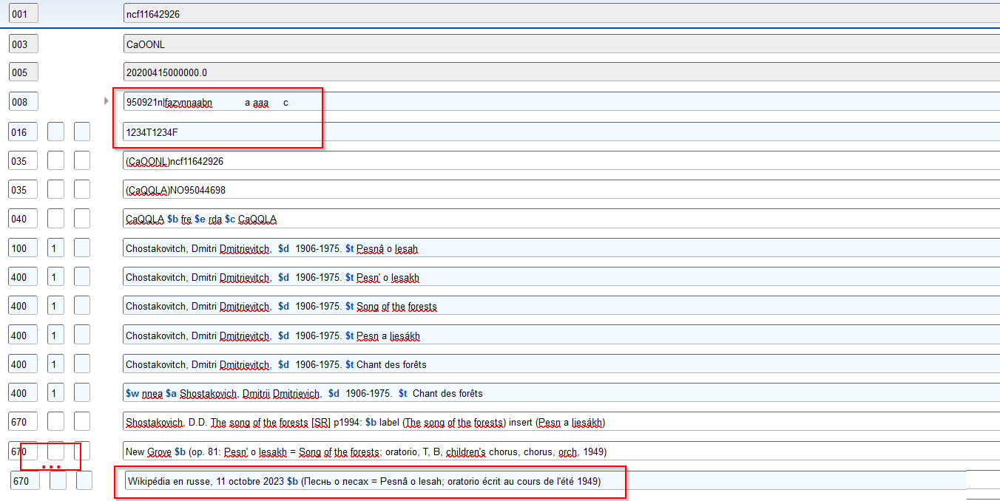 001 ncf11642926
003 CaOONL
005 20200415000000.0
008 950921n|fazvnnaabn a aaa c
016 1234T1234F
035 (CaOONL)ncf11642926
035 (CaQQLA)NO95044698
040 CaQQLA $b fre $e rda $c CaQQLA
100 1 Chostakovitch, Dmitri Dmitrievitch, $d 1906-1975. $t Pesnâ o lesah
400 1 Chostakovitch, Dmitri Dmitrievitch, $d 1906-1975. $t Pesn' o lesakh
400 1 Chostakovitch, Dmitri Dmitrievitch, $d 1906-1975. $t Song of the forests
400 1 Chostakovitch, Dmitri Dmitrievitch, $d 1906-1975. $t Pesn a ljesákh
400 1 Chostakovitch, Dmitri Dmitrievitch, $d 1906-1975. $t Chant des forêts
400 1 $w nnea $a Shostakovich, Dmitrii Dmitrievich, $d 1906-1975. $t Chant des forêts
670 Shostakovich, D.D. The song of the forests [SR] p1994: $b label (The song of the forests) insert (Pesn a ljesákh)
670 New Grove $b (op. 81: Pesn' o lesakh = Song of the forests; oratorio, T, B, children's chorus, chorus, orch, 1949)
...
670 Wikipédia en russe, 11 octobre 2023 $b (Песнь о лесах = Pesnâ o lesah; oratorio écrit au cours de l'été 1949)